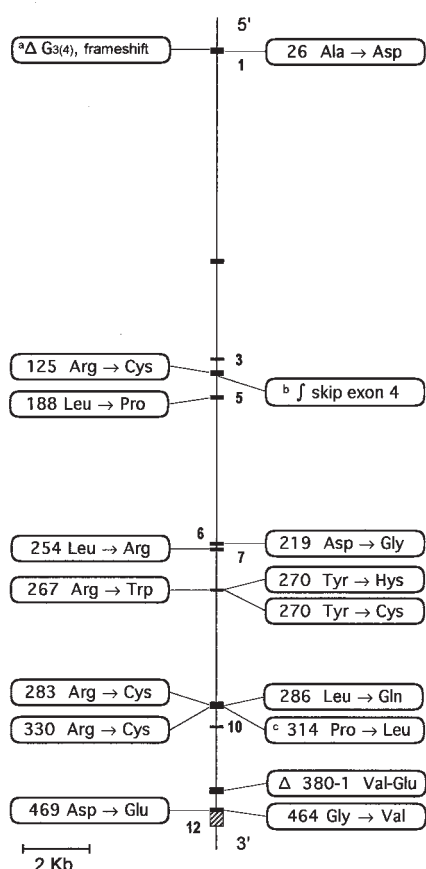 5'
ᵃΔ G3(4), frameshift
26 Ala → Asp
1
3
125 Arg → Cys
ᵇ ∫ skip exon 4
188 Leu → Pro
5
6
219 Asp → Gly
254 Leu → Arg
7
270 Tyr → Hys
267 Arg → Trp
270 Tyr → Cys
283 Arg → Cys
286 Leu → Gln
330 Arg → Cys
10
ᶜ 314 Pro → Leu
Δ 380-1 Val-Glu
469 Asp → Glu
464 Gly → Val
12
3'
2 Kb